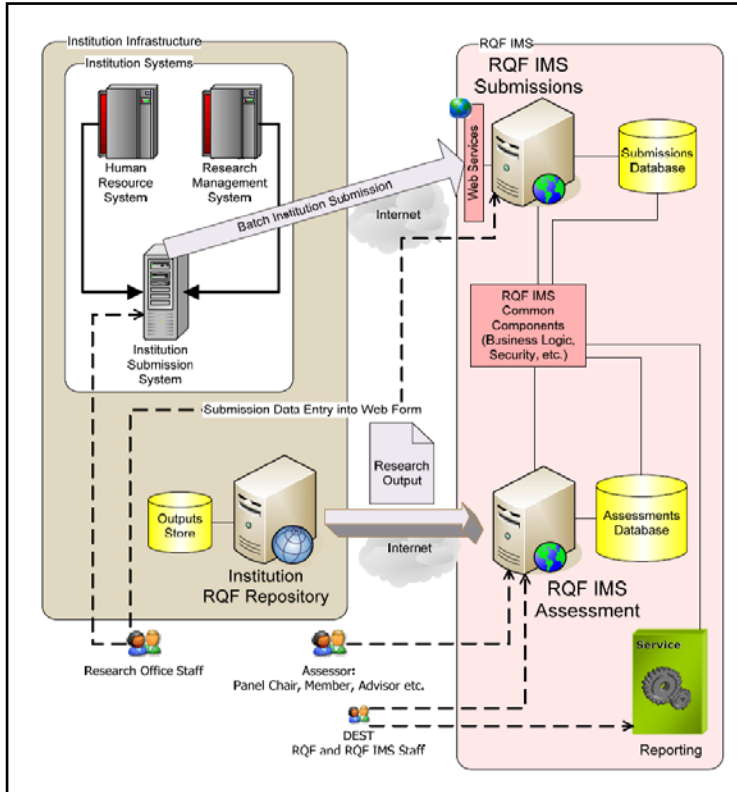 Institution Infrastructure
Institution Systems
Human
Resource
System
Research
Management
System
Institution
Submission
System
Batch Institution Submission
Internet
RQF IMS
RQF IMS
Submissions
Web Services
Submissions
Database
RQF IMS
Common
Components
(Business Logic,
Security, etc.)
Submission Data Entry into Web Form
Research
Output
Outputs
Store
Institution
RQF Repository
Internet
Assessments
Database
RQF IMS
Assessment
Research Office Staff
Assessor:
Panel Chair, Member, Advisor etc.
DEST
RQF and RQF IMS Staff
Service
Reporting